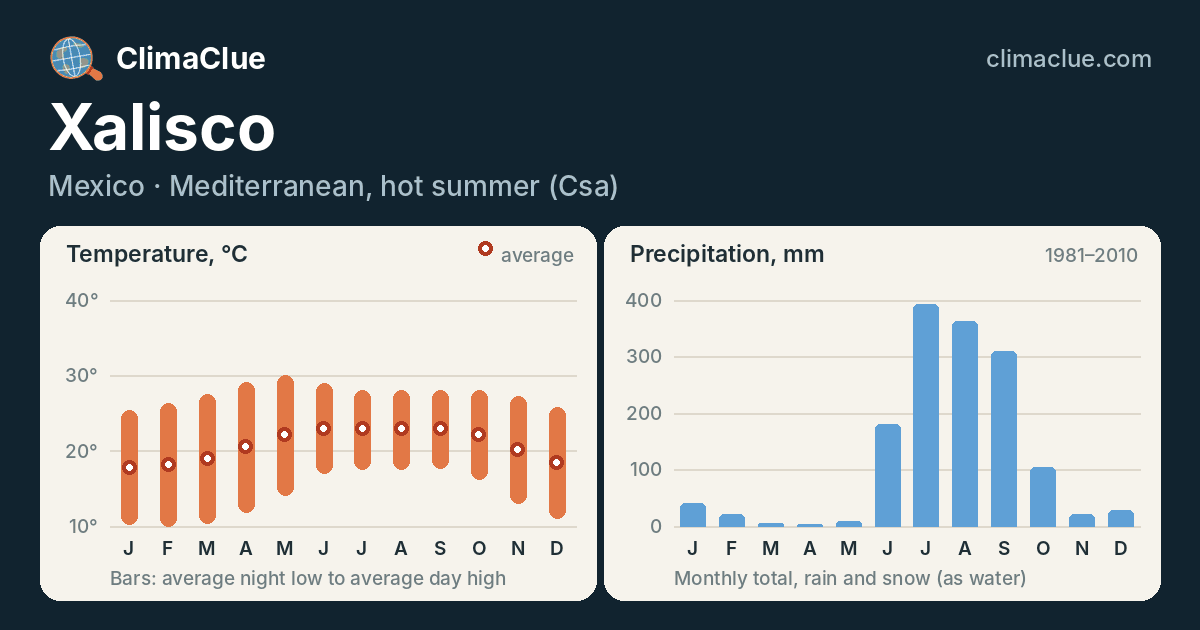 ClimaClue
climaclue.com
Xalisco
Mexico · Mediterranean, hot summer (Csa)
Temperature, °C
average
40°
30°
20°
10°
J F M A M J J A S O N D
Bars: average night low to average day high
Precipitation, mm
1981–2010
400
300
200
100
0
J F M A M J J A S O N D
Monthly total, rain and snow (as water)